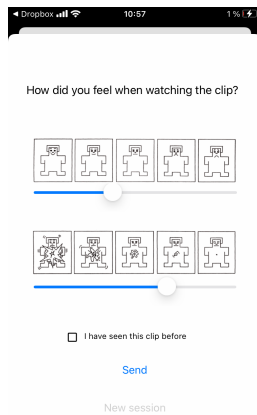 Dropbox 10:57 1%
How did you feel when watching the clip?
I have seen this clip before
Send
New session